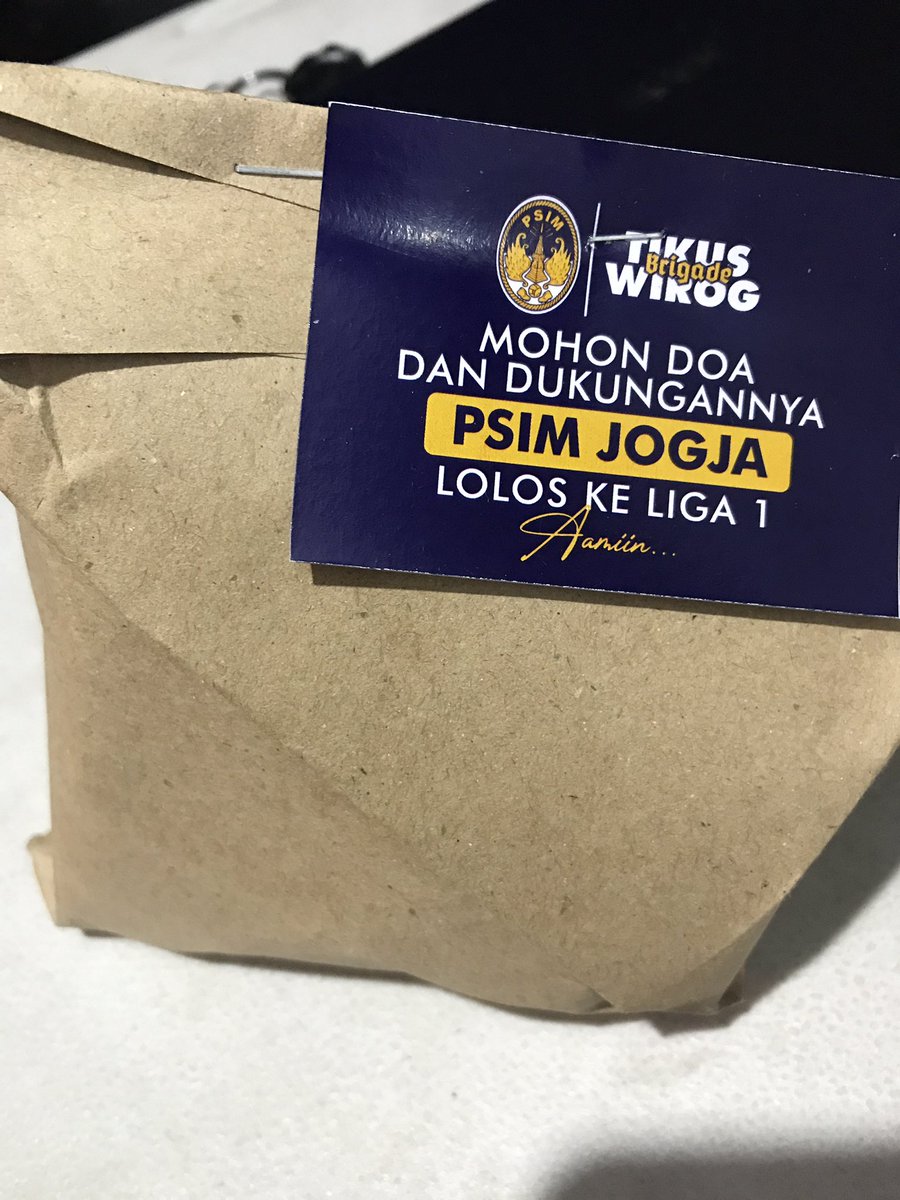 PSIM
TIKUS
Brigade
WIROG
MOHON DOA
DAN DUKUNGANNYA
PSIM JOGJA
LOLOS KE LIGA 1
Aamiin...